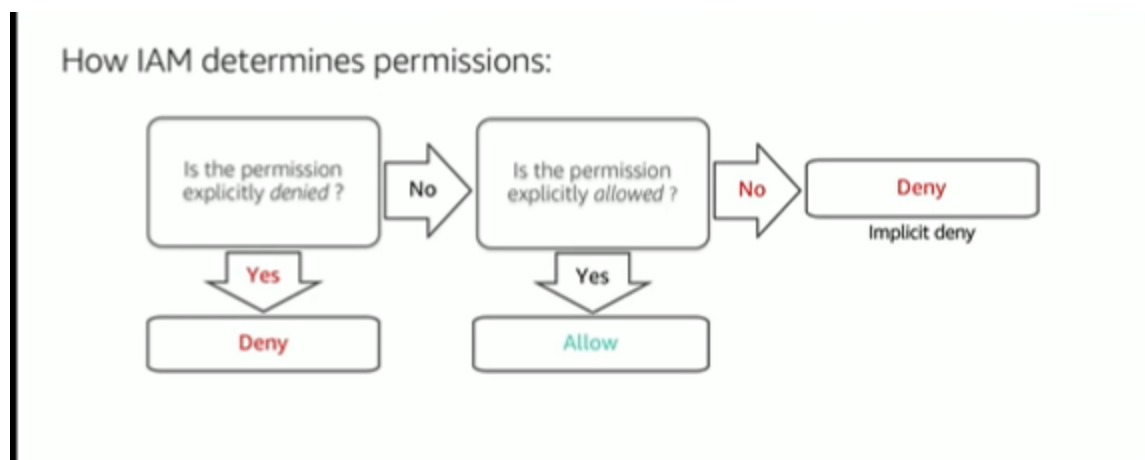 How IAM determines permissions:
Is the permission
explicitly denied ?
No
Is the permission
explicitly allowed ?
No
Deny
Implicit deny
Yes
Yes
Deny
Allow